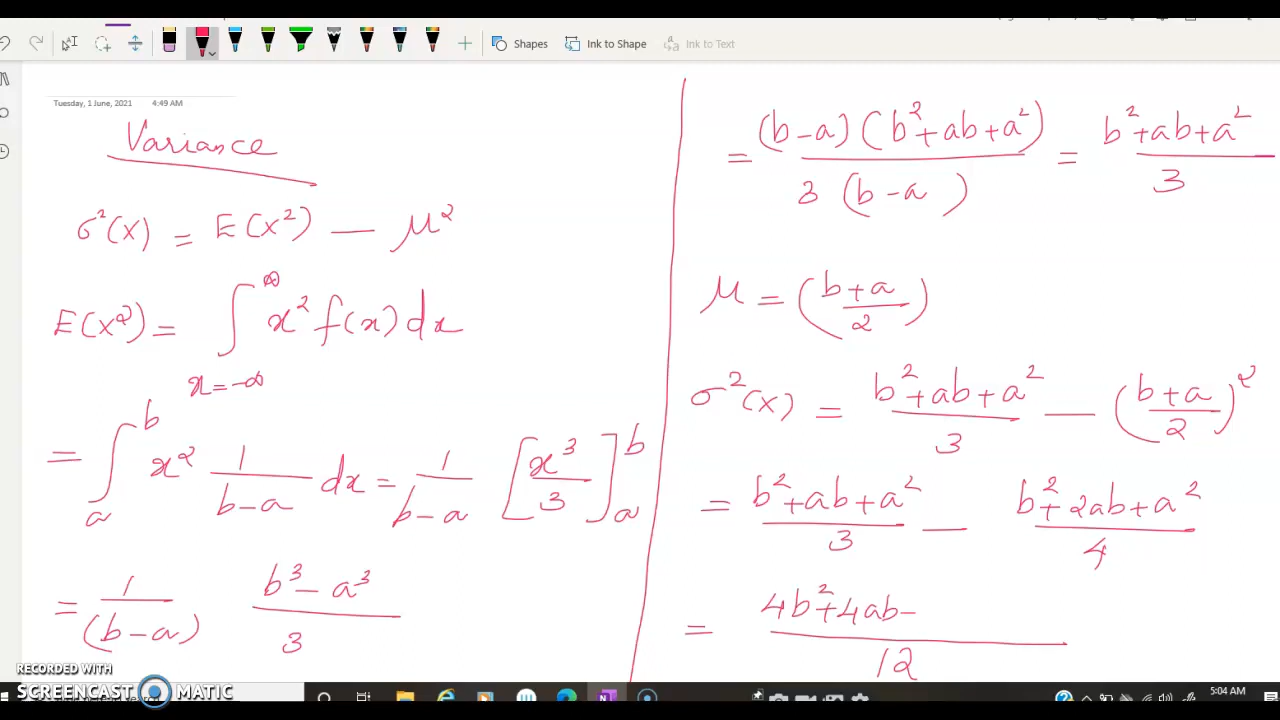 Shapes Ink to Shape Ink to Text
Tuesday, 1 June, 2021 4:49 AM
Variance
σ²(X) = E(X²) — μ²
E(X²) = ∫_{x=-∞}^{∞} x² f(x) dx
= ∫_a^b x² 1/(b-a) dx = 1/(b-a) [x³/3]_a^b
= 1/(b-a) (b³-a³)/3
= (b-a)(b²+ab+a²)/3(b-a) = (b²+ab+a²)/3
μ = ((b+a)/2)
σ²(X) = (b²+ab+a²)/3 — ((b+a)/2)²
= (b²+ab+a²)/3 — (b²+2ab+a²)/4
= (4b²+4ab-)/12
RECORDED WITH
SCREENCAST MATIC
5:04 AM